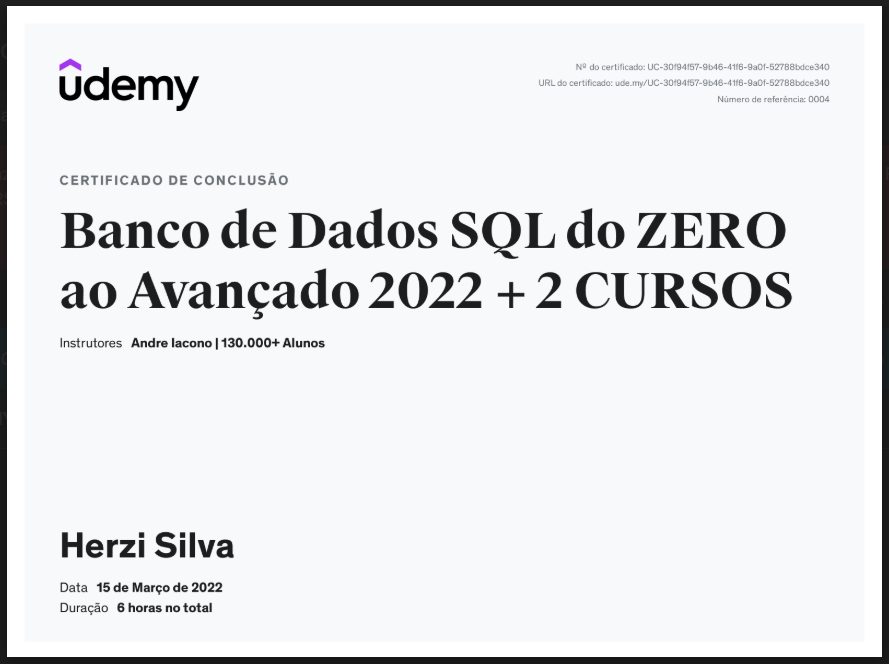 udemy
Nº do certificado: UC-30f94f57-9b46-41f6-9a0f-52788bdce340
URL do certificado: ude.my/UC-30f94f57-9b46-41f6-9a0f-52788bdce340
Número de referência: 0004
CERTIFICADO DE CONCLUSÃO
Banco de Dados SQL do ZERO
ao Avançado 2022 + 2 CURSOS
Instrutores Andre Iacono | 130.000+ Alunos
Herzi Silva
Data 15 de Março de 2022
Duração 6 horas no total